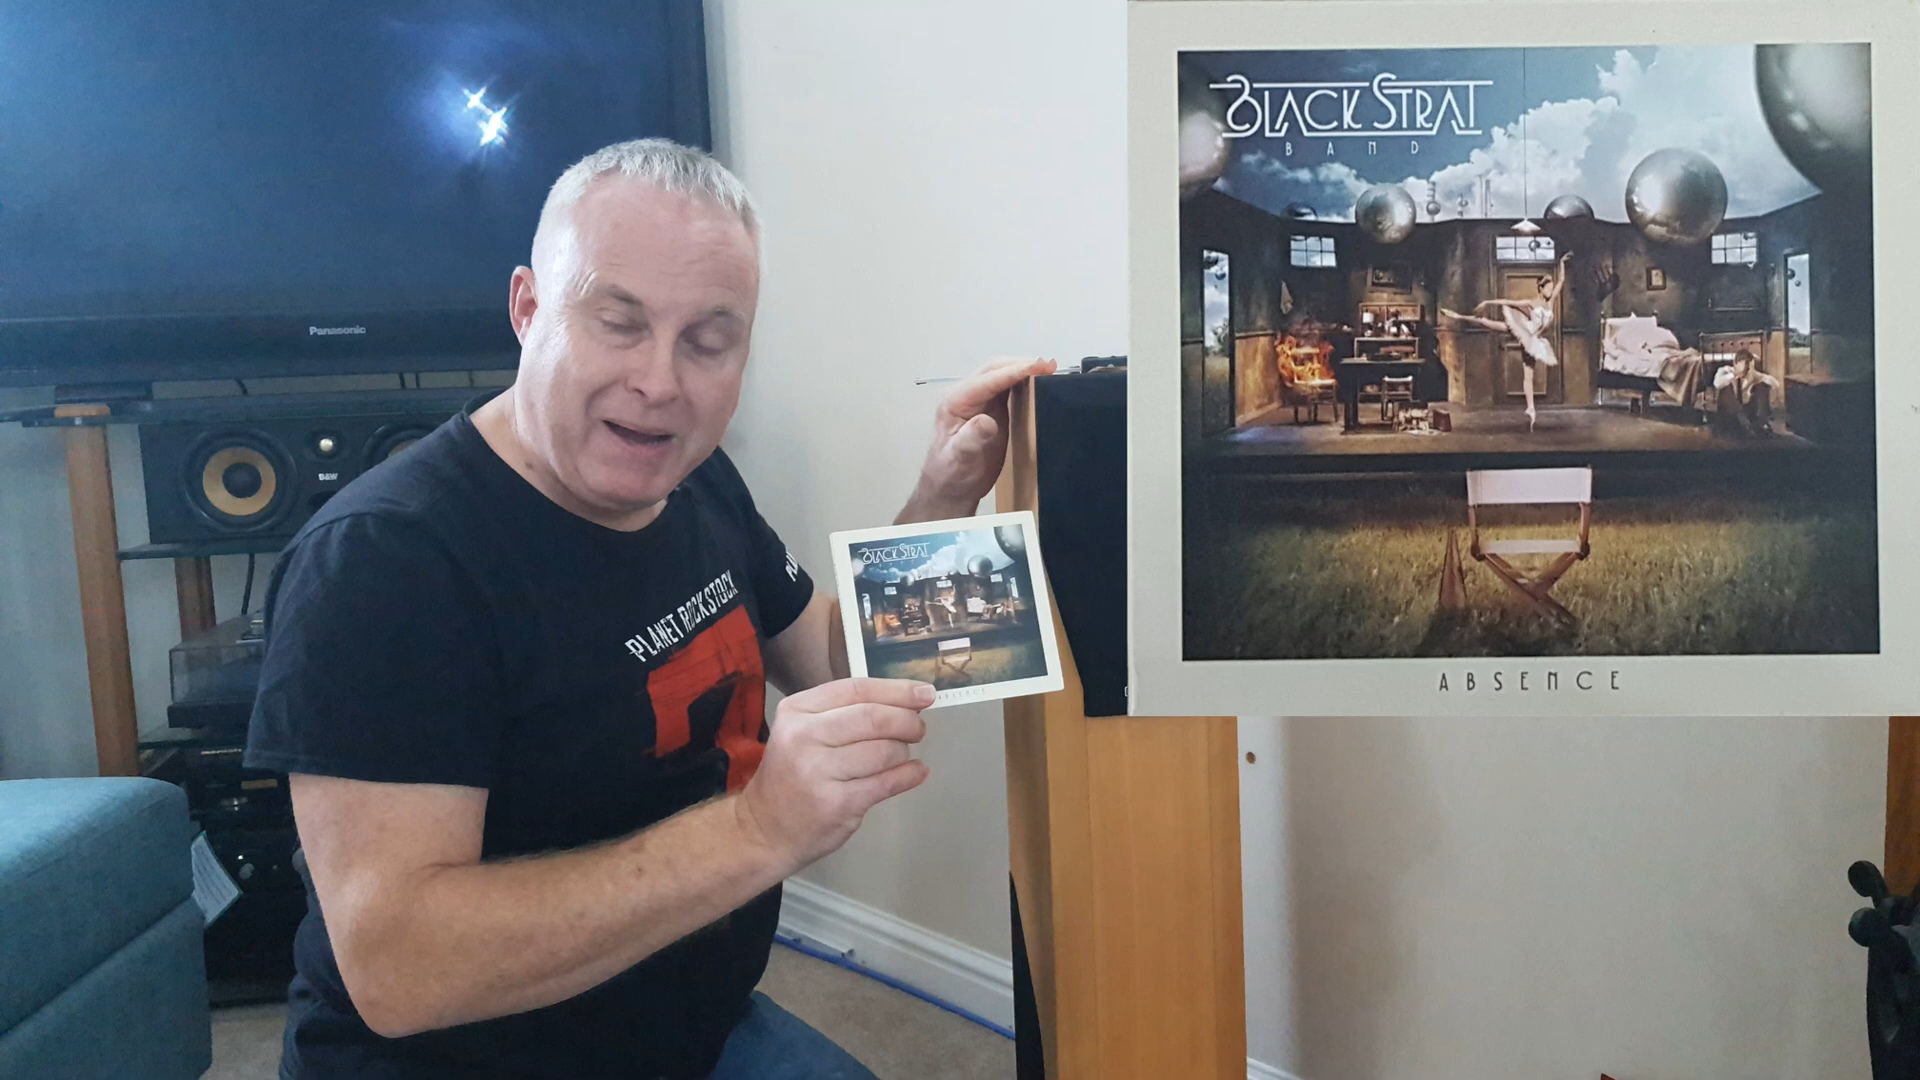 Panasonic
B&W
PLANET ROCKSTOCK
BLACK STRAT
BLACK STRAT
BAND
ABSENCE